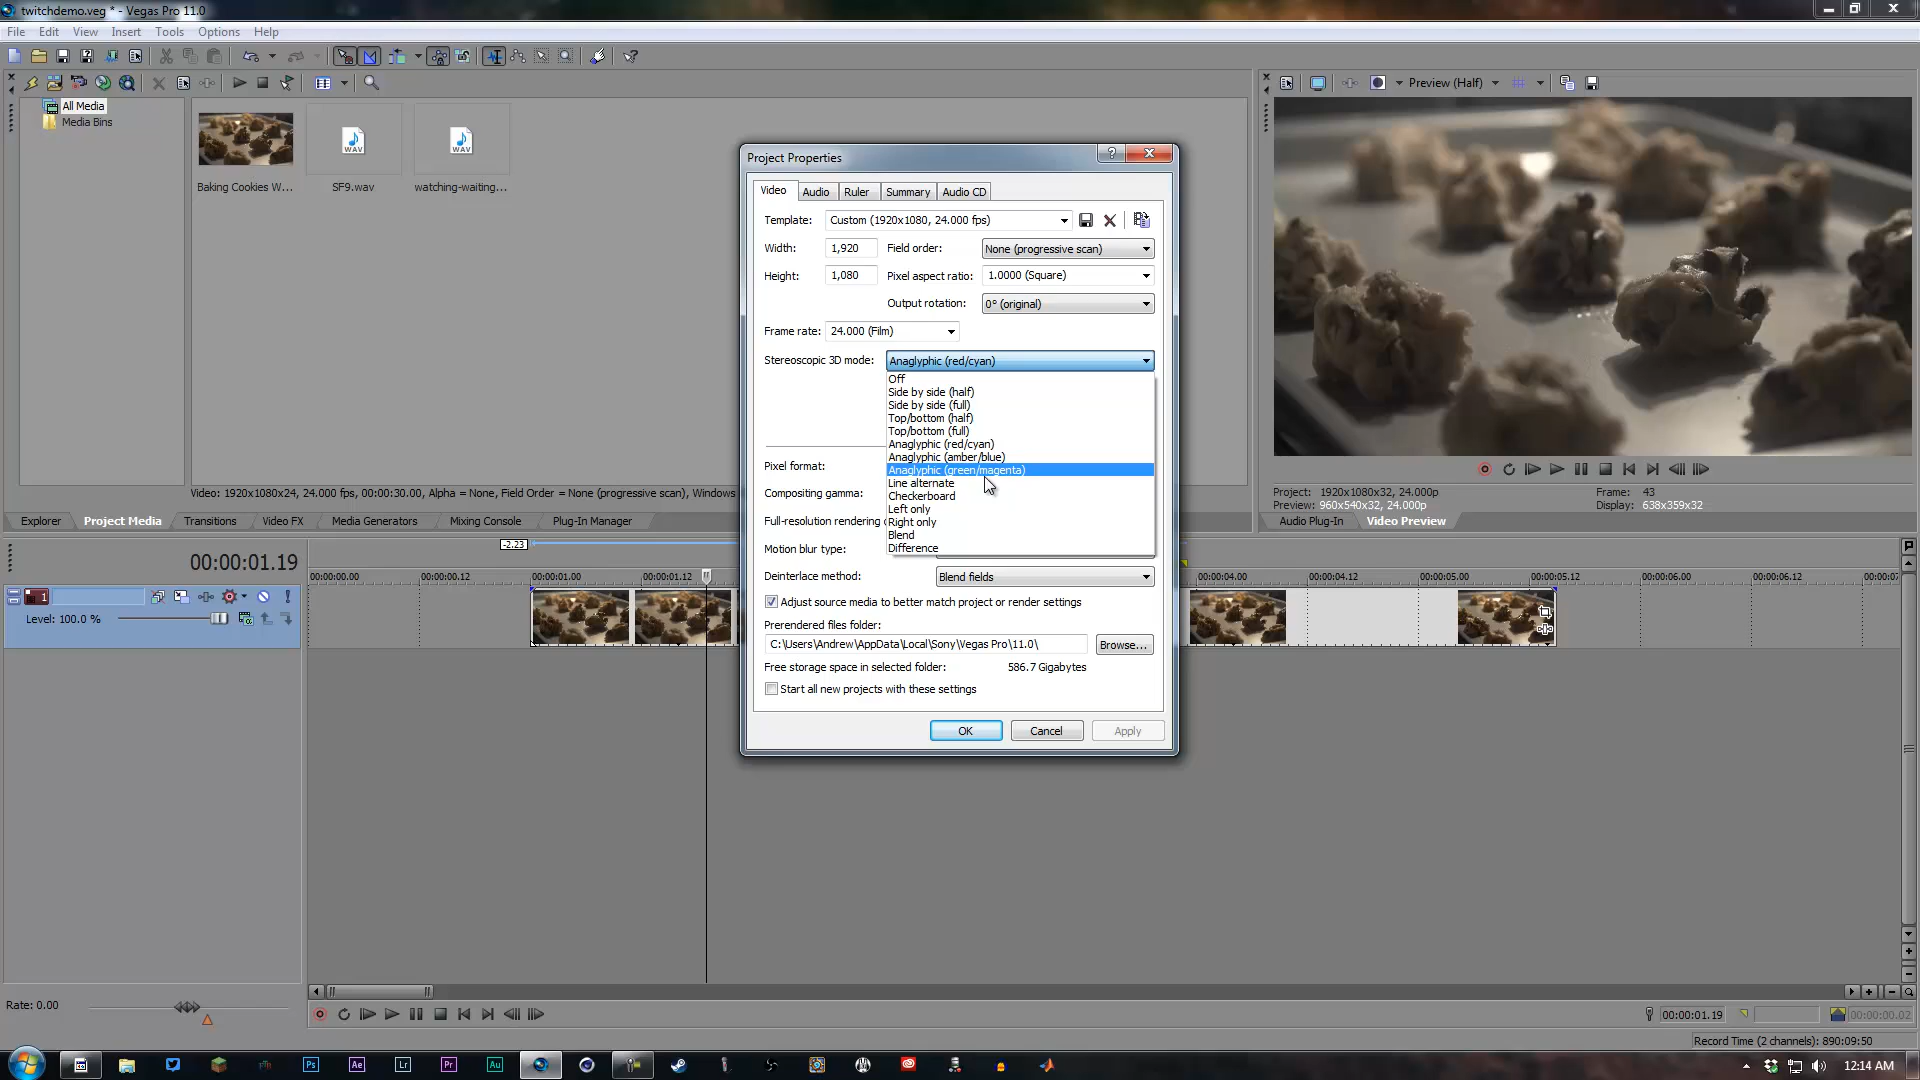 twitchdemo.veg * - Vegas Pro 11.0
File Edit View Insert Tools Options Help
All Media
Media Bins
Preview (Half)
WAV
WAV
Baking Cookies W...
SF9.wav
watching-waiting...
Project Properties
Video Audio Ruler Summary Audio CD
Template: Custom (1920x1080, 24.000 fps)
Width: 1,920 Field order: None (progressive scan)
Height: 1,080 Pixel aspect ratio: 1.0000 (Square)
Output rotation: 0° (original)
Frame rate: 24.000 (Film)
Stereoscopic 3D mode: Anaglyphic (red/cyan)
Off
Side by side (half)
Side by side (full)
Top/bottom (half)
Top/bottom (full)
Anaglyphic (red/cyan)
Anaglyphic (amber/blue)
Anaglyphic (green/magenta)
Line alternate
Checkerboard
Left only
Right only
Blend
Difference
Pixel format:
Compositing gamma:
Full-resolution rendering
Motion blur type:
Deinterlace method: Blend fields
Adjust source media to better match project or render settings
Prerendered files folder:
C:\Users\Andrew\AppData\Local\Sony\Vegas Pro\11.0\ Browse...
Free storage space in selected folder: 586.7 Gigabytes
Start all new projects with these settings
OK Cancel Apply
Video: 1920x1080x24, 24.000 fps, 00:00:30.00, Alpha = None, Field Order = None (progressive scan), Windows
Explorer Project Media Transitions Video FX Media Generators Mixing Console Plug-In Manager
Project: 1920x1080x32, 24.000p Frame: 43
Preview: 960x540x32, 24.000p Display: 638x359x32
Audio Plug-In Video Preview
00:00:01.19
-2.23
00:00:00.00 00:00:00.12 00:00:01.00 00:00:01.12 00:00:04.00 00:00:04.12 00:00:05.00 00:00:05.12 00:00:06.00 00:00:06.12
1
Level: 100.0 %
Rate: 0.00
00:00:01.19
00:00:00.02
Record Time (2 channels): 890:09:50
Ps Ae Lr Pr Au
12:14 AM